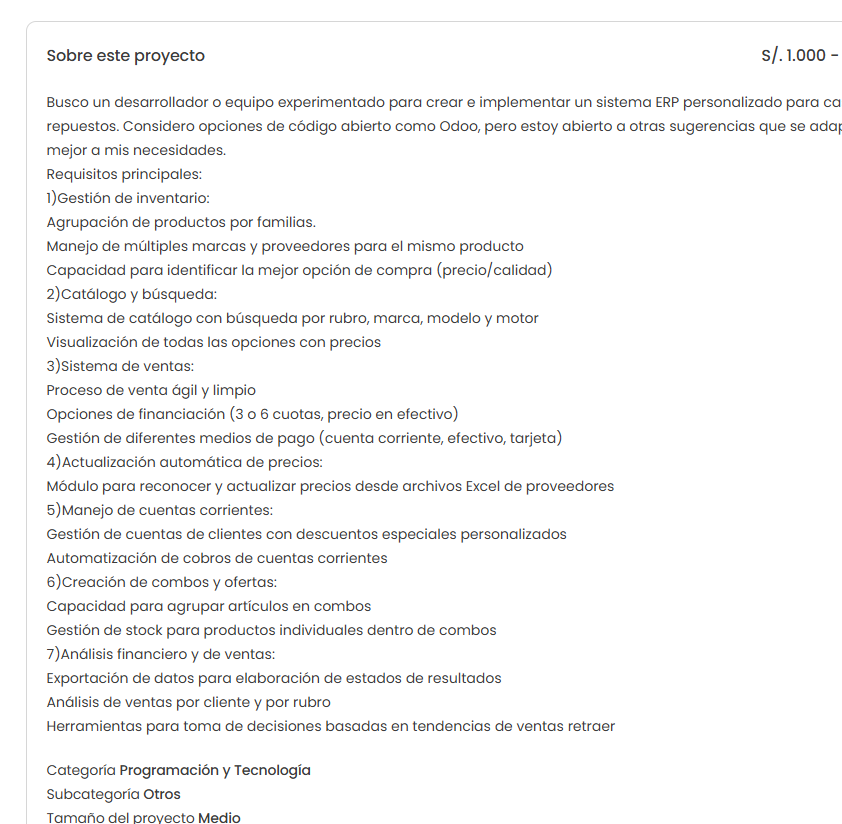 Sobre este proyecto
S/. 1.000 -
Busco un desarrollador o equipo experimentado para crear e implementar un sistema ERP personalizado para
repuestos. Considero opciones de código abierto como Odoo, pero estoy abierto a otras sugerencias que se
mejor a mis necesidades.
Requisitos principales:
1)Gestión de inventario:
Agrupación de productos por familias.
Manejo de múltiples marcas y proveedores para el mismo producto
Capacidad para identificar la mejor opción de compra (precio/calidad)
2)Catálogo y búsqueda:
Sistema de catálogo con búsqueda por rubro, marca, modelo y motor
Visualización de todas las opciones con precios
3)Sistema de ventas:
Proceso de venta ágil y limpio
Opciones de financiación (3 o 6 cuotas, precio en efectivo)
Gestión de diferentes medios de pago (cuenta corriente, efectivo, tarjeta)
4)Actualización automática de precios:
Módulo para reconocer y actualizar precios desde archivos Excel de proveedores
5)Manejo de cuentas corrientes:
Gestión de cuentas de clientes con descuentos especiales personalizados
Automatización de cobros de cuentas corrientes
6)Creación de combos y ofertas:
Capacidad para agrupar artículos en combos
Gestión de stock para productos individuales dentro de combos
7)Análisis financiero y de ventas:
Exportación de datos para elaboración de estados de resultados
Análisis de ventas por cliente y por rubro
Herramientas para toma de decisiones basadas en tendencias de ventas retraer
Categoría Programación y Tecnología
Subcategoría Otros
Tamaño del proyecto Medio